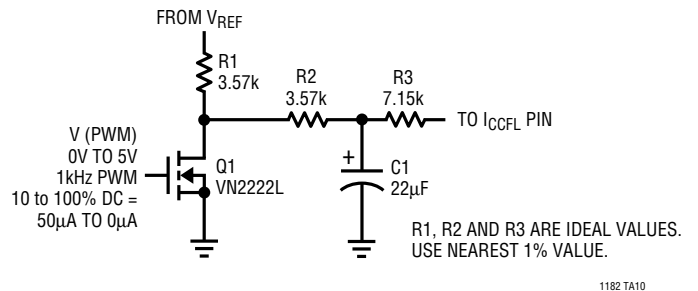 FROM VREF
R1
3.57k
R2
3.57k
R3
7.15k
TO ICCFL PIN
V (PWM)
0V TO 5V
1kHz PWM
10 to 100% DC =
50µA TO 0µA
Q1
VN2222L
+
C1
22µF
R1, R2 AND R3 ARE IDEAL VALUES.
USE NEAREST 1% VALUE.
1182 TA10